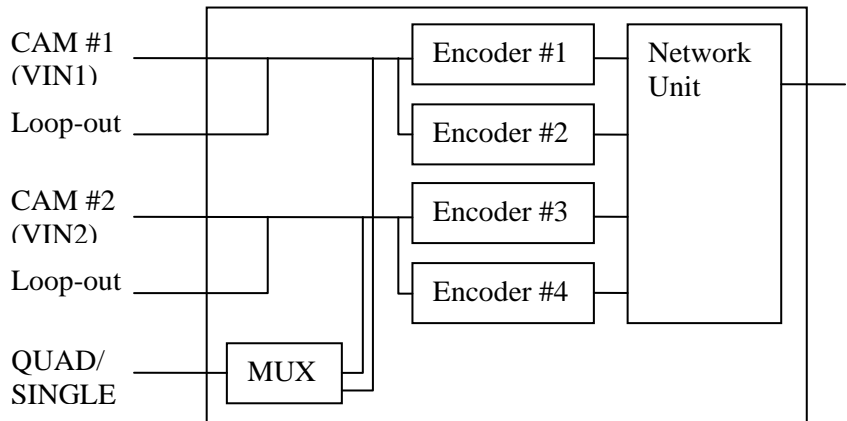 CAM #1
(VIN1)
Loop-out
CAM #2
(VIN2)
Loop-out
QUAD/
SINGLE
MUX
Encoder #1
Encoder #2
Encoder #3
Encoder #4
Network
Unit